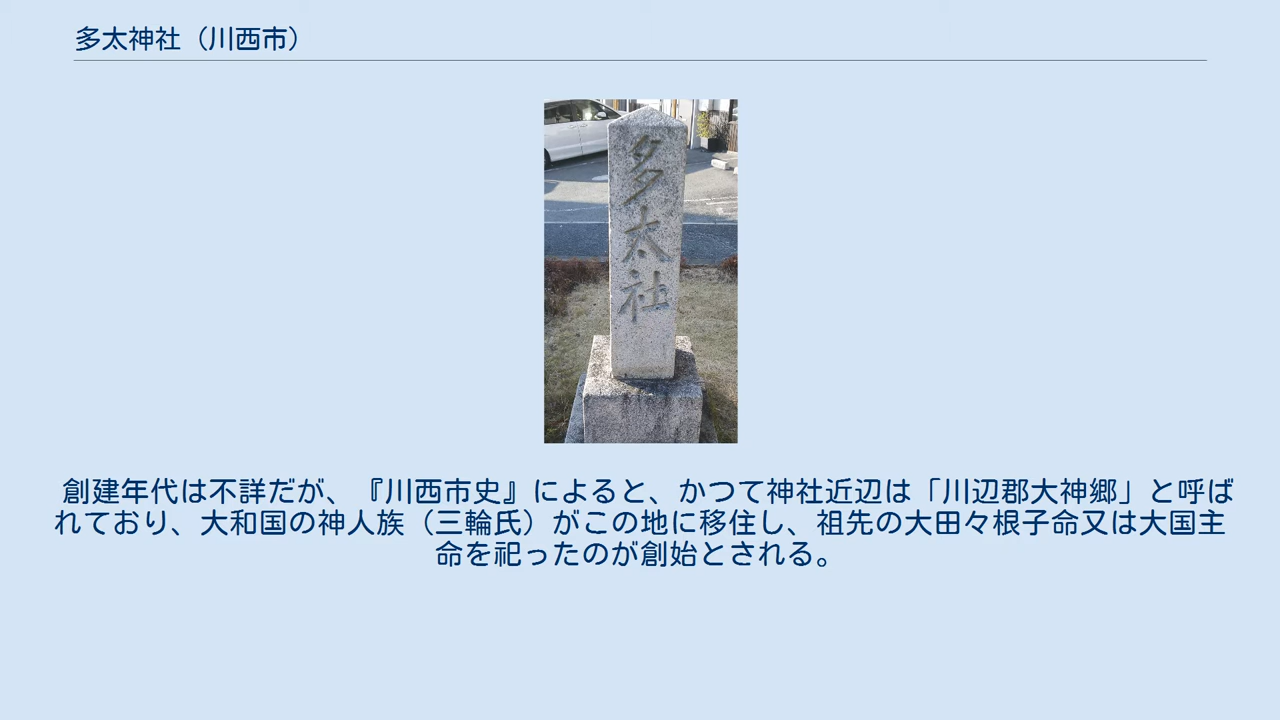 多太神社（川西市）
多太社
創建年代は不詳だが、『川西市史』によると、かつて神社近辺は「川辺郡大神郷」と呼ば
れており、大和国の神人族（三輪氏）がこの地に移住し、祖先の大田々根子命又は大国主
命を祀ったのが創始とされる。